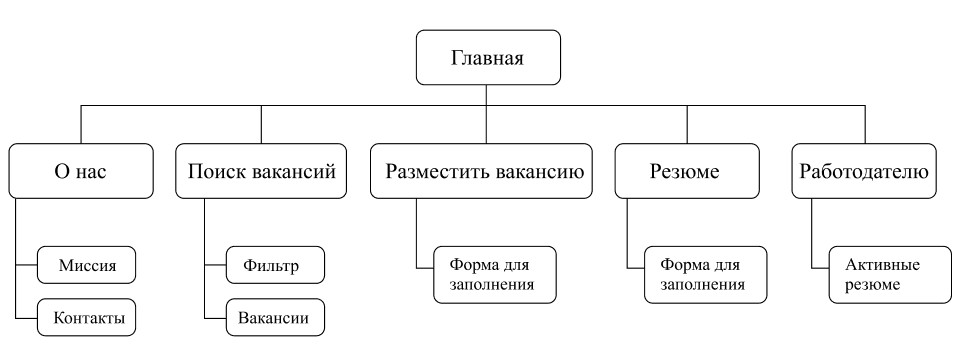 Главная
О нас
Поиск вакансий
Разместить вакансию
Резюме
Работодателю
Миссия
Фильтр
Форма для
заполнения
Форма для
заполнения
Активные
резюме
Контакты
Вакансии